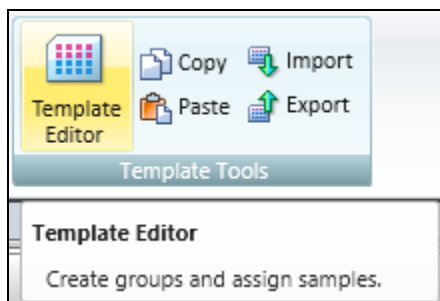 Template Editor
Copy
Import
Paste
Export
Template Tools
Template Editor
Create groups and assign samples.